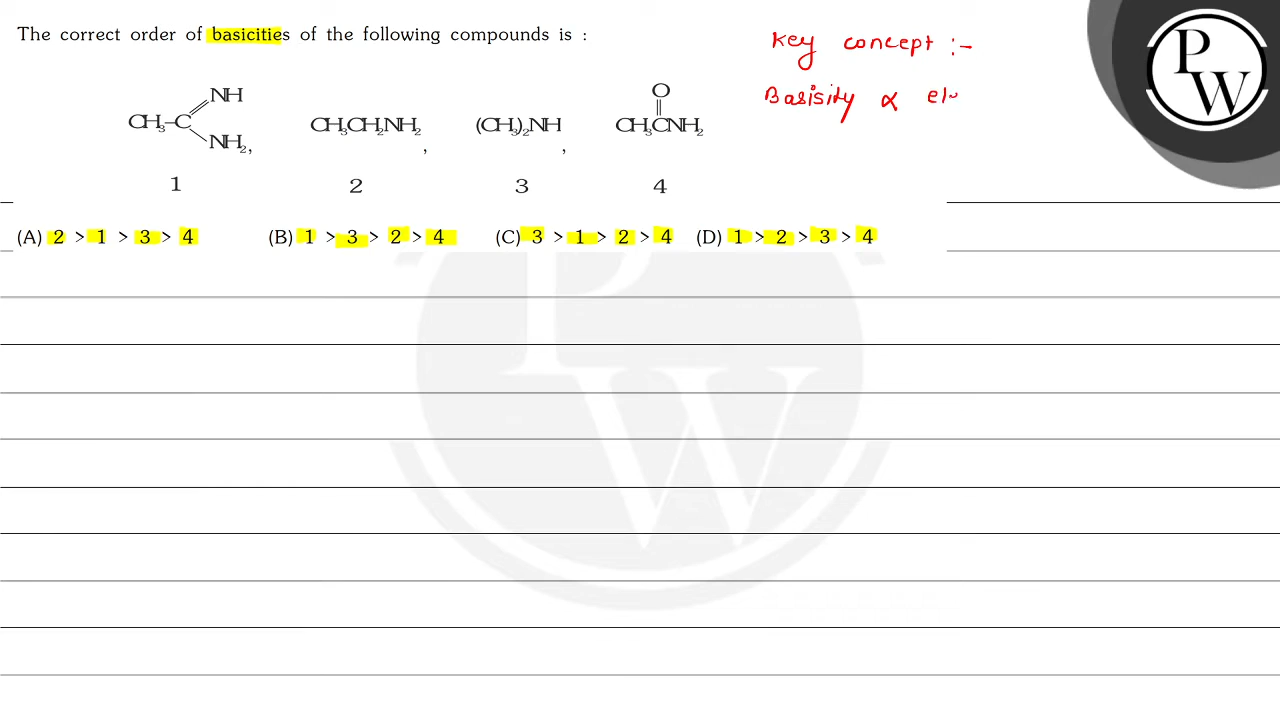 The correct order of basicities of the following compounds is :
Key concept :-
Basisity ∝ el
O
NH
CH₃–C
NH₂,
CH₃CH₂NH₂,
(CH₃)₂NH,
CH₃CNH₂
1 2 3 4
(A) 2 > 1 > 3 > 4 (B) 1 > 3 > 2 > 4 (C) 3 > 1 > 2 > 4 (D) 1 > 2 > 3 > 4
P
W
P
W